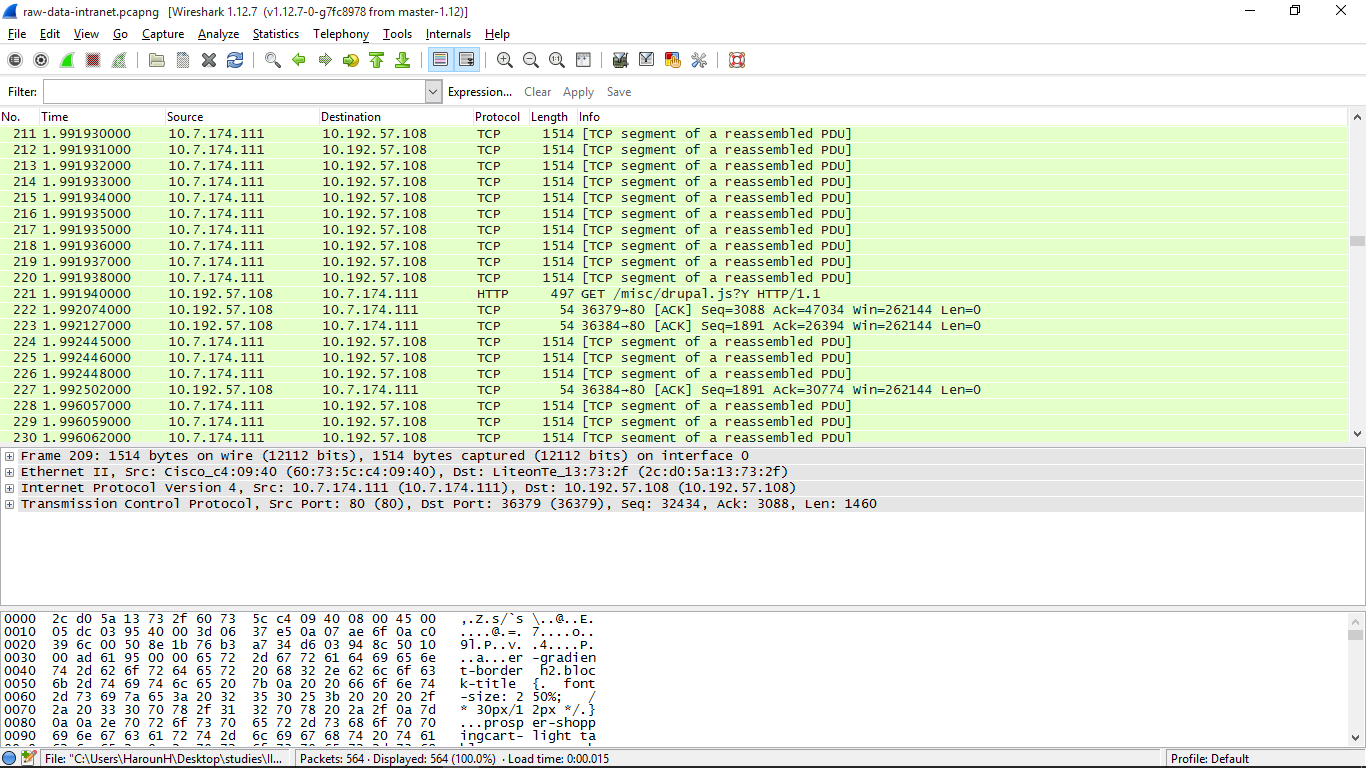 raw-data-intranet.pcapng [Wireshark 1.12.7 (v1.12.7-0-g7fc8978 from master-1.12)]
File Edit View Go Capture Analyze Statistics Telephony Tools Internals Help
Filter: Expression... Clear Apply Save
No. Time Source Destination Protocol Length Info
211 1.991930000 10.7.174.111 10.192.57.108 TCP 1514 [TCP segment of a reassembled PDU]
212 1.991931000 10.7.174.111 10.192.57.108 TCP 1514 [TCP segment of a reassembled PDU]
213 1.991932000 10.7.174.111 10.192.57.108 TCP 1514 [TCP segment of a reassembled PDU]
214 1.991933000 10.7.174.111 10.192.57.108 TCP 1514 [TCP segment of a reassembled PDU]
215 1.991934000 10.7.174.111 10.192.57.108 TCP 1514 [TCP segment of a reassembled PDU]
216 1.991935000 10.7.174.111 10.192.57.108 TCP 1514 [TCP segment of a reassembled PDU]
217 1.991935000 10.7.174.111 10.192.57.108 TCP 1514 [TCP segment of a reassembled PDU]
218 1.991936000 10.7.174.111 10.192.57.108 TCP 1514 [TCP segment of a reassembled PDU]
219 1.991937000 10.7.174.111 10.192.57.108 TCP 1514 [TCP segment of a reassembled PDU]
220 1.991938000 10.7.174.111 10.192.57.108 TCP 1514 [TCP segment of a reassembled PDU]
221 1.991940000 10.192.57.108 10.7.174.111 HTTP 497 GET /misc/drupal.js?Y HTTP/1.1
222 1.992074000 10.192.57.108 10.7.174.111 TCP 54 36379→80 [ACK] Seq=3088 Ack=47034 Win=262144 Len=0
223 1.992127000 10.192.57.108 10.7.174.111 TCP 54 36384→80 [ACK] Seq=1891 Ack=26394 Win=262144 Len=0
224 1.992445000 10.7.174.111 10.192.57.108 TCP 1514 [TCP segment of a reassembled PDU]
225 1.992446000 10.7.174.111 10.192.57.108 TCP 1514 [TCP segment of a reassembled PDU]
226 1.992448000 10.7.174.111 10.192.57.108 TCP 1514 [TCP segment of a reassembled PDU]
227 1.992502000 10.192.57.108 10.7.174.111 TCP 54 36384→80 [ACK] Seq=1891 Ack=30774 Win=262144 Len=0
228 1.996057000 10.7.174.111 10.192.57.108 TCP 1514 [TCP segment of a reassembled PDU]
229 1.996059000 10.7.174.111 10.192.57.108 TCP 1514 [TCP segment of a reassembled PDU]
230 1.996062000 10.7.174.111 10.192.57.108 TCP 1514 [TCP segment of a reassembled PDU]
Frame 209: 1514 bytes on wire (12112 bits), 1514 bytes captured (12112 bits) on interface 0
Ethernet II, Src: Cisco_c4:09:40 (60:73:5c:c4:09:40), Dst: LiteonTe_13:73:2f (2c:d0:5a:13:73:2f)
Internet Protocol Version 4, Src: 10.7.174.111 (10.7.174.111), Dst: 10.192.57.108 (10.192.57.108)
Transmission Control Protocol, Src Port: 80 (80), Dst Port: 36379 (36379), Seq: 32434, Ack: 3088, Len: 1460
0000 2c d0 5a 13 73 2f 60 73 5c c4 09 40 08 00 45 00 ,.Z.s/`s \..@..E.
0010 05 dc 03 95 40 00 3d 06 37 e5 0a 07 ae 6f 0a c0 ....@.=. 7....o..
0020 39 6c 00 50 8e 1b 76 b3 a7 34 d6 03 94 8c 50 10 9l.P..v. .4....P.
0030 00 ad 61 95 00 00 65 72 2d 67 72 61 64 69 65 6e ..a...er -gradien
0040 74 2d 62 6f 72 64 65 72 20 68 32 2e 62 6c 6f 63 t-border h2.bloc
0050 6b 2d 74 69 74 6c 65 20 7b 0a 20 20 66 6f 6e 74 k-title {. font
0060 2d 73 69 7a 65 3a 20 32 35 30 25 3b 20 20 20 2f -size: 2 50%; /
0070 2a 20 33 30 70 78 2f 31 32 70 78 20 2a 2f 0a 7d * 30px/1 2px */.}
0080 0a 0a 2e 70 72 6f 73 70 65 72 2d 73 68 6f 70 70 ...prosp er-shopp
0090 69 6e 67 63 61 72 74 2d 6c 69 67 68 74 20 74 61 ingcart- light ta
File: "C:\Users\HarounH\Desktop\studies\II... Packets: 564 · Displayed: 564 (100.0%) · Load time: 0:00.015 Profile: Default